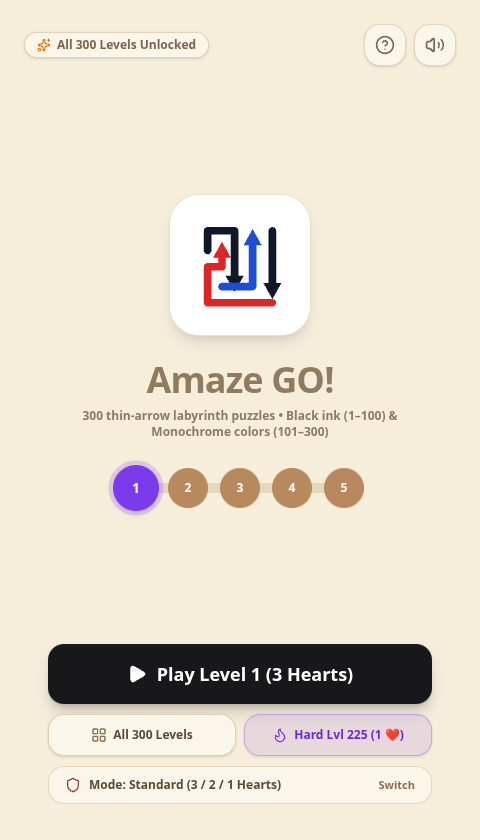 All 300 Levels Unlocked
Amaze GO!
300 thin-arrow labyrinth puzzles • Black ink (1–100) &
Monochrome colors (101–300)
1 2 3 4 5
Play Level 1 (3 Hearts)
All 300 Levels
Hard Lvl 225 (1 ❤️)
Mode: Standard (3 / 2 / 1 Hearts)
Switch